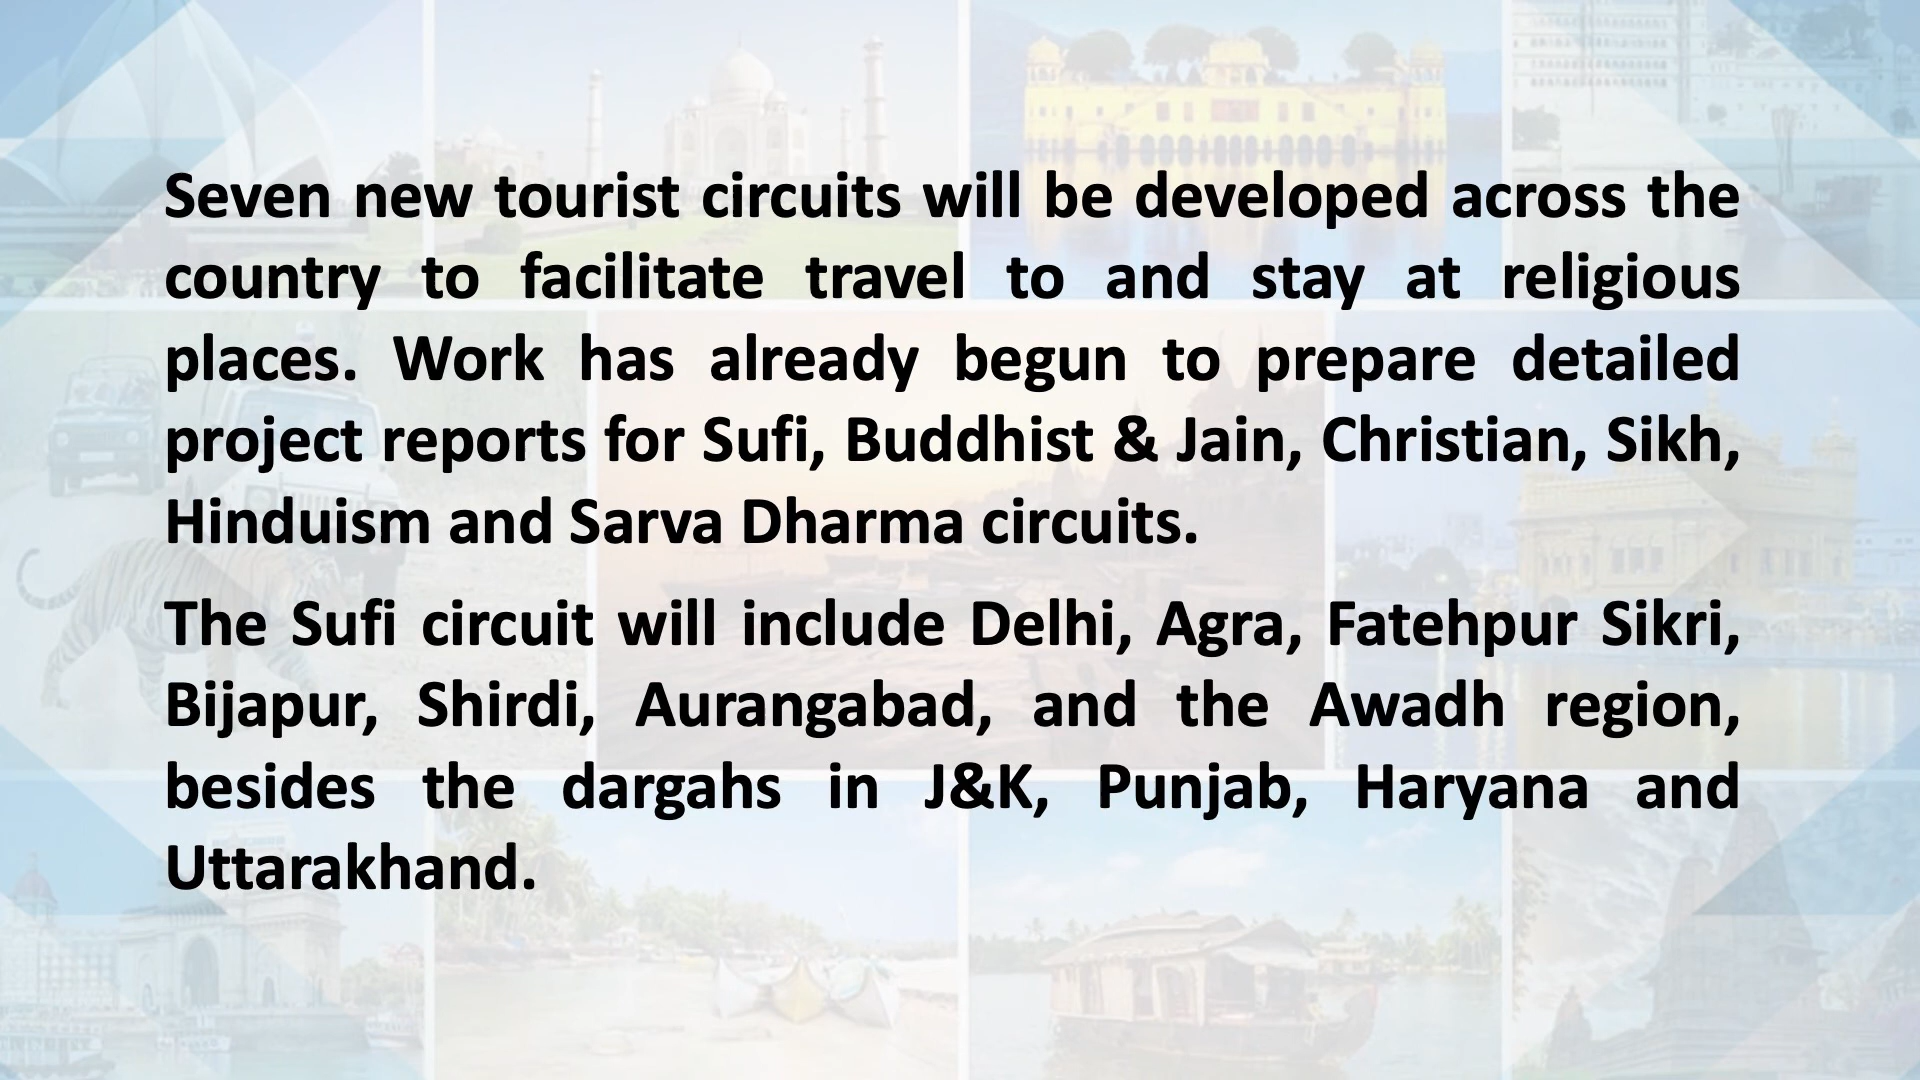 Seven new tourist circuits will be developed across the
country to facilitate travel to and stay at religious
places. Work has already begun to prepare detailed
project reports for Sufi, Buddhist & Jain, Christian, Sikh,
Hinduism and Sarva Dharma circuits.
The Sufi circuit will include Delhi, Agra, Fatehpur Sikri,
Bijapur, Shirdi, Aurangabad, and the Awadh region,
besides the dargahs in J&K, Punjab, Haryana and
Uttarakhand.